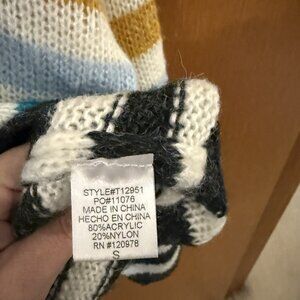 STYLE#T12951
PO#11076
MADE IN CHINA
HECHO EN CHINA
80%ACRYLIC
20%NYLON
RN #120978
S